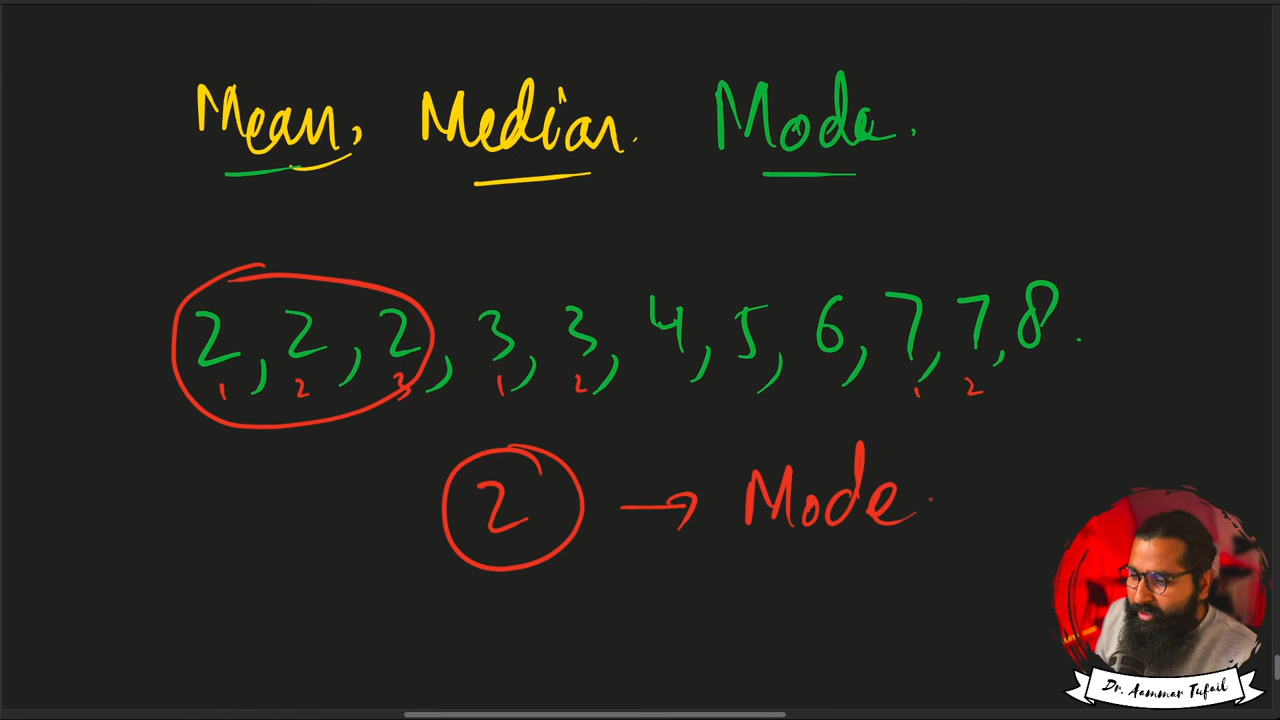 Mean, Median. Mode.
2, 2, 2, 3, 3, 4, 5, 6, 7, 7, 8.
1 2 3 1 2 1 2
2 → Mode.
Dr. Aammar Tufail